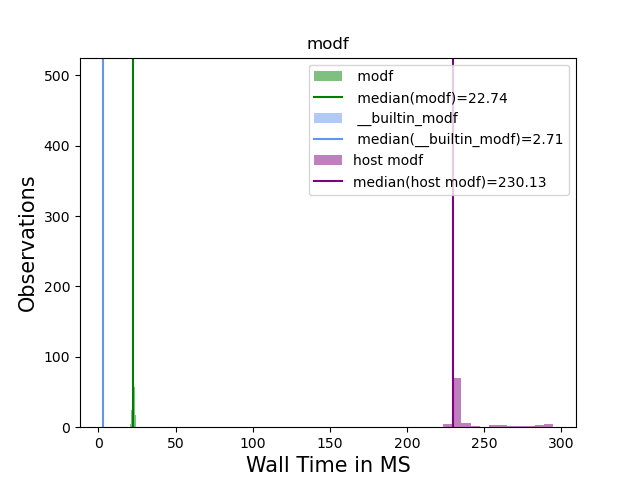 modf
modf
median(modf)=22.74
__builtin_modf
median(__builtin_modf)=2.71
host modf
median(host modf)=230.13
500
400
300
200
100
0
Observations
0 50 100 150 200 250 300
Wall Time in MS